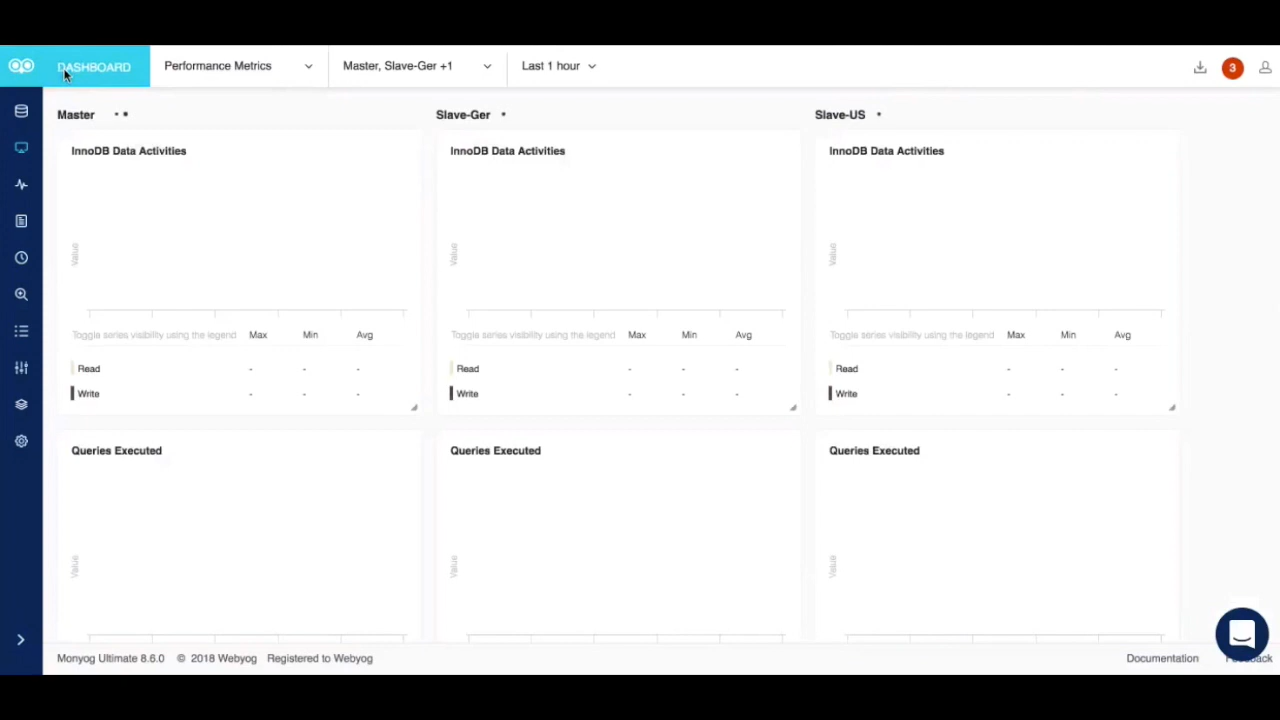 DASHBOARD Performance Metrics Master, Slave-Ger +1 Last 1 hour 3
Master Slave-Ger Slave-US
InnoDB Data Activities InnoDB Data Activities InnoDB Data Activities
Value Value Value
Toggle series visibility using the legend Max Min Avg Toggle series visibility using the legend Max Min Avg Toggle series visibility using the legend Max Min Avg
Read - - - Read - - - Read - - -
Write - - - Write - - - Write - - -
Queries Executed Queries Executed Queries Executed
Value Value Value
Monyog Ultimate 8.6.0 © 2018 Webyog Registered to Webyog Documentation Feedback